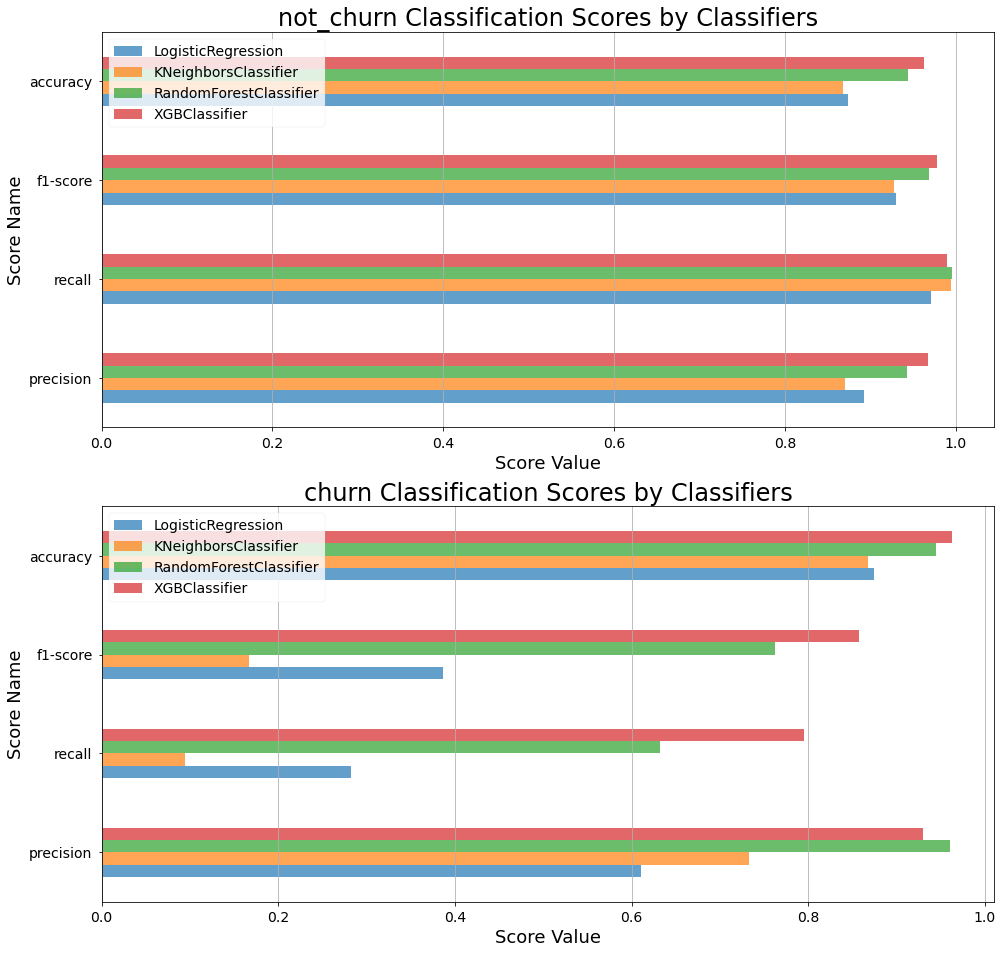 not_churn Classification Scores by Classifiers
LogisticRegression
KNeighborsClassifier
RandomForestClassifier
XGBClassifier
accuracy
f1-score
recall
precision
Score Name
0.0 0.2 0.4 0.6 0.8 1.0
Score Value
churn Classification Scores by Classifiers
LogisticRegression
KNeighborsClassifier
RandomForestClassifier
XGBClassifier
accuracy
f1-score
recall
precision
Score Name
0.0 0.2 0.4 0.6 0.8 1.0
Score Value